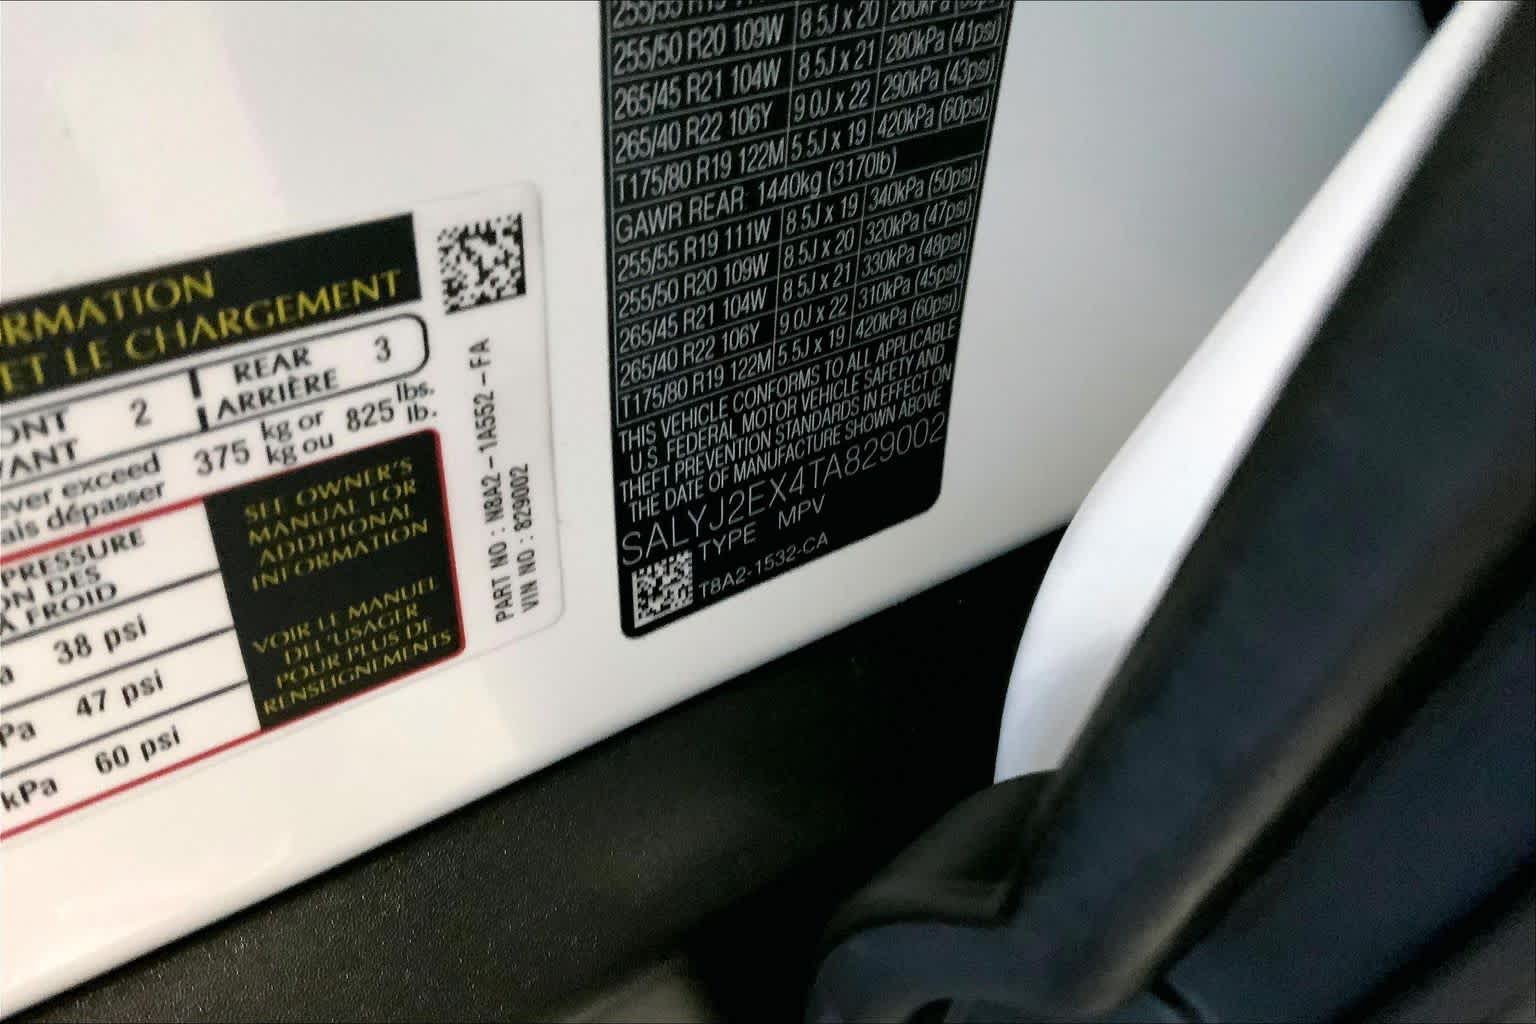 RMATION
ET LE CHARGEMENT
2
REAR
ARRIÈRE
3
375 kg or 825 lbs.
kg ou lb.
ever exceed
ais dépasser
PRESSURE
ON DES
À FROID
38 psi
47 psi
kPa 60 psi
SEE OWNER'S
MANUAL FOR
ADDITIONAL
INFORMATION
VOIR LE MANUEL
DEL'USAGER
POUR PLUS DE
RENSEIGNEMENTS
PART NO : N8A2-1A552-FA
VIN NO : 829002
255/50 R20 109W 8 5J x 20
265/45 R21 104W 8 5J x 21 280kPa (41psi)
265/40 R22 106Y 9 0J x 22 290kPa (43psi)
T175/80 R19 122M 5.5J x 19 420kPa (60psi)
GAWR REAR: 1440kg (3170lb)
255/55 R19 111W 8 5J x 19 340kPa (50psi)
255/50 R20 109W 8 5J x 20 320kPa (47psi)
265/45 R21 104W 8 5J x 21 330kPa (48psi)
265/40 R22 106Y 9 0J x 22 310kPa (45psi)
T175/80 R19 122M 5.5J x 19 420kPa (60psi)
THIS VEHICLE CONFORMS TO ALL APPLICABLE
U.S. FEDERAL MOTOR VEHICLE SAFETY AND
THEFT PREVENTION STANDARDS IN EFFECT ON
THE DATE OF MANUFACTURE SHOWN ABOVE
SALYJ2EX4TA829002
TYPE MPV
T8A2-1532-CA